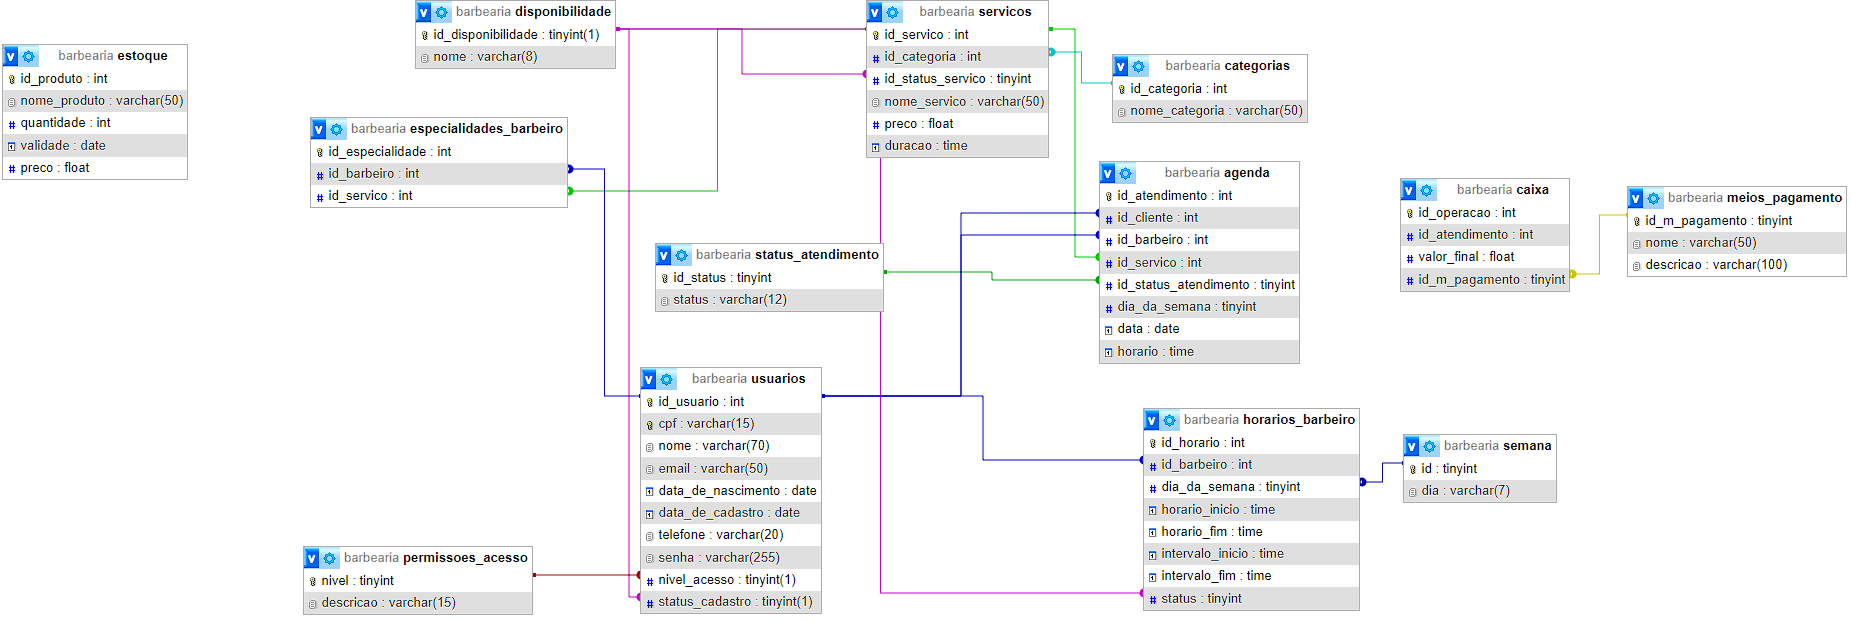 barbearia estoque
id_produto : int
nome_produto : varchar(50)
quantidade : int
validade : date
preco : float
barbearia disponibilidade
id_disponibilidade : tinyint(1)
nome : varchar(8)
barbearia especialidades_barbeiro
id_especialidade : int
id_barbeiro : int
id_servico : int
barbearia servicos
id_servico : int
id_categoria : int
id_status_servico : tinyint
nome_servico : varchar(50)
preco : float
duracao : time
barbearia categorias
id_categoria : int
nome_categoria : varchar(50)
barbearia agenda
id_atendimento : int
id_cliente : int
id_barbeiro : int
id_servico : int
id_status_atendimento : tinyint
dia_da_semana : tinyint
data : date
horario : time
barbearia caixa
id_operacao : int
id_atendimento : int
valor_final : float
id_m_pagamento : tinyint
barbearia meios_pagamento
id_m_pagamento : tinyint
nome : varchar(50)
descricao : varchar(100)
barbearia status_atendimento
id_status : tinyint
status : varchar(12)
barbearia usuarios
id_usuario : int
cpf : varchar(15)
nome : varchar(70)
email : varchar(50)
data_de_nascimento : date
data_de_cadastro : date
telefone : varchar(20)
senha : varchar(255)
nivel_acesso : tinyint(1)
status_cadastro : tinyint(1)
barbearia horarios_barbeiro
id_horario : int
id_barbeiro : int
dia_da_semana : tinyint
horario_inicio : time
horario_fim : time
intervalo_inicio : time
intervalo_fim : time
status : tinyint
barbearia semana
id : tinyint
dia : varchar(7)
barbearia permissoes_acesso
nivel : tinyint
descricao : varchar(15)